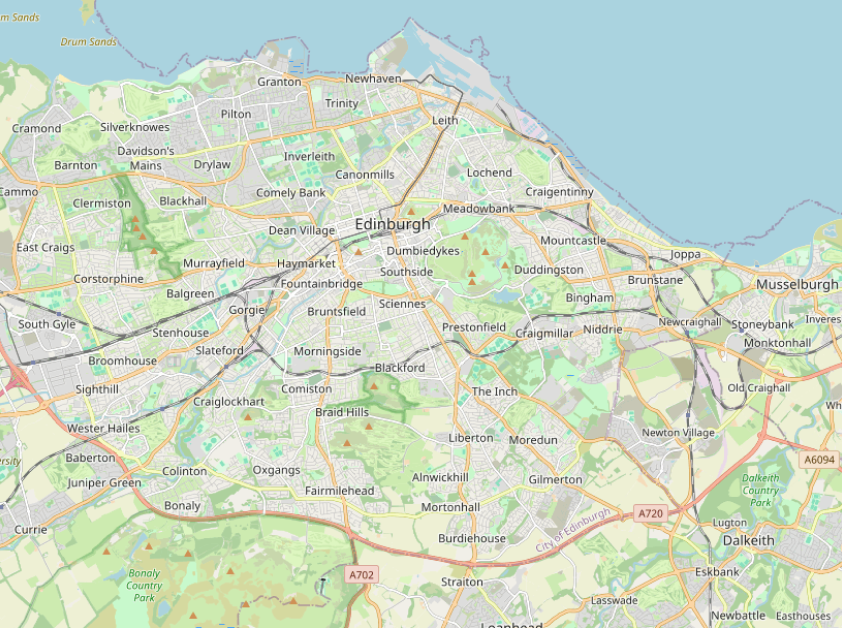 m Sands
Drum Sands
Granton
Newhaven
Trinity
Pilton
Leith
Cramond
Silverknowes
Davidson's
Mains
Barnton
Drylaw
Inverleith
Canonmills
Lochend
Cammo
Clermiston
Blackhall
Comely Bank
Craigentinny
Meadowbank
Dean Village
Edinburgh
East Craigs
Mountcastle
Dumbiedykes
Joppa
Murrayfield
Haymarket
Southside
Duddingston
Corstorphine
Fountainbridge
Brunstane
Musselburgh
Balgreen
Bingham
Gorgie
Bruntsfield
Sciennes
South Gyle
Stenhouse
Prestonfield
Craigmillar
Niddrie
Newcraighall
Stoneybank
Inveres
Monktonhall
Broomhouse
Slateford
Morningside
Blackford
Sighthill
Comiston
The Inch
Old Craighall
Craiglockhart
Braid Hills
Wh
Wester Hailes
Liberton
Moredun
Newton Village
Baberton
ersity
A6094
Colinton
Oxgangs
Juniper Green
Alnwickhill
Gilmerton
Dalkeith
Country
Park
Fairmilehead
Bonaly
Mortonhall
A720
City of Edinburgh
Currie
Lugton
Burdiehouse
Dalkeith
A702
Bonaly
Country
Park
Straiton
Eskbank
Lasswade
Newbattle
Easthouses
Loanhead